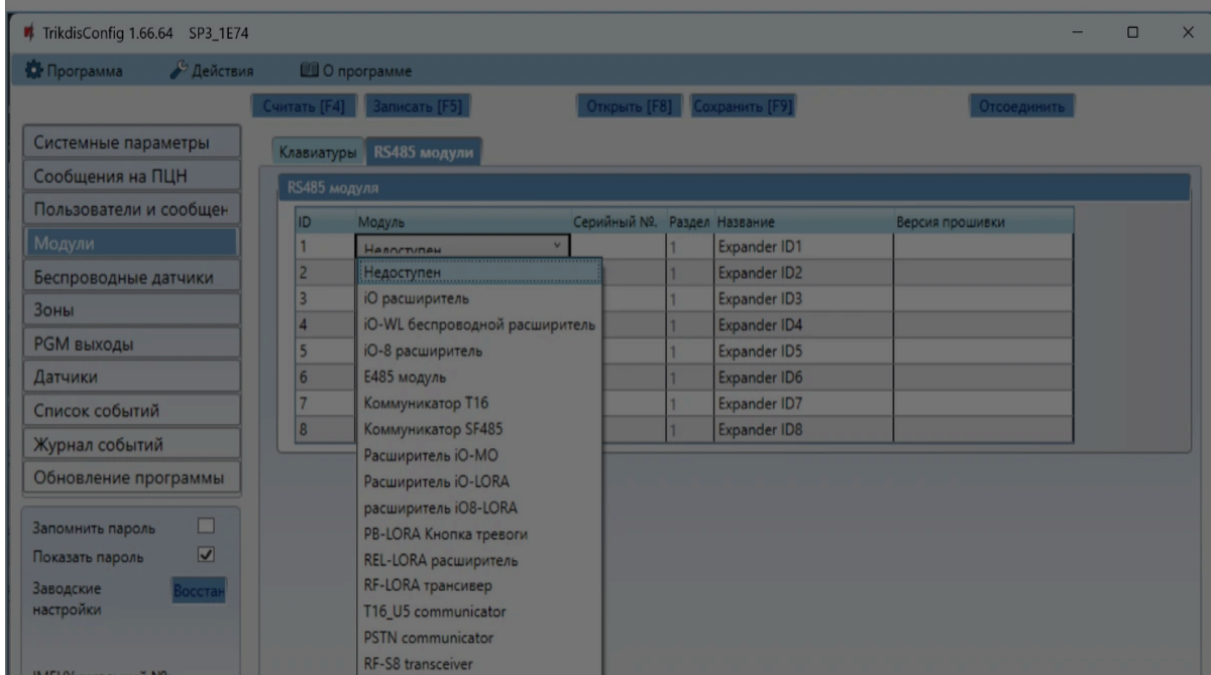 TrikdisConfig 1.66.64 SP3_1E74
Программа Действия О программе
Считать [F4] Записать [F5] Открыть [F8] Сохранить [F9] Отсоединить
Системные параметры
Сообщения на ПЦН
Пользователи и сообщен
Модули
Беспроводные датчики
Зоны
PGM выходы
Датчики
Список событий
Журнал событий
Обновление программы
Запомнить пароль
Показать пароль
Заводские настройки
Восстан
Клавиатуры RS485 модули
RS485 модуля
ID Модуль Серийный №. Раздел Название Версия прошивки
1 Недоступен 1 Expander ID1
2 1 Expander ID2
3 1 Expander ID3
4 1 Expander ID4
5 1 Expander ID5
6 1 Expander ID6
7 1 Expander ID7
8 1 Expander ID8
Недоступен
iO расширитель
iO-WL беспроводной расширитель
iO-8 расширитель
E485 модуль
Коммуникатор T16
Коммуникатор SF485
Расширитель iO-MO
Расширитель iO-LORA
расширитель iO8-LORA
PB-LORA Кнопка тревоги
REL-LORA расширитель
RF-LORA трансивер
T16_U5 communicator
PSTN communicator
RF-S8 transceiver